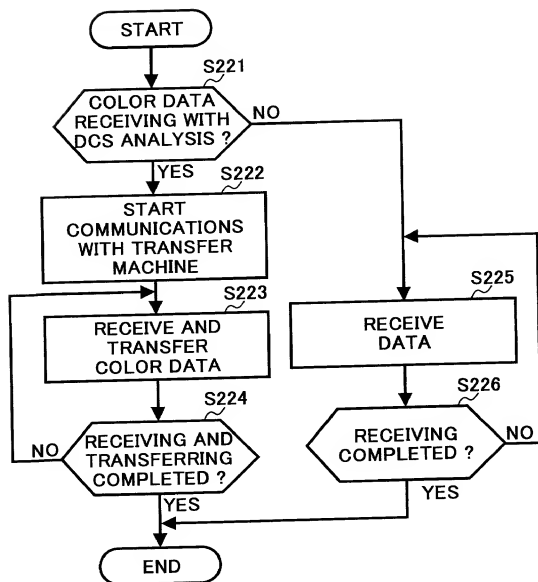 START
S221
COLOR DATA
RECEIVING WITH
DCS ANALYSIS ?
NO
YES
S222
START
COMMUNICATIONS
WITH TRANSFER
MACHINE
S223
RECEIVE AND
TRANSFER
COLOR DATA
S224
RECEIVING AND
TRANSFERRING
COMPLETED ?
NO
YES
S225
RECEIVE
DATA
S226
RECEIVING
COMPLETED ?
NO
YES
END